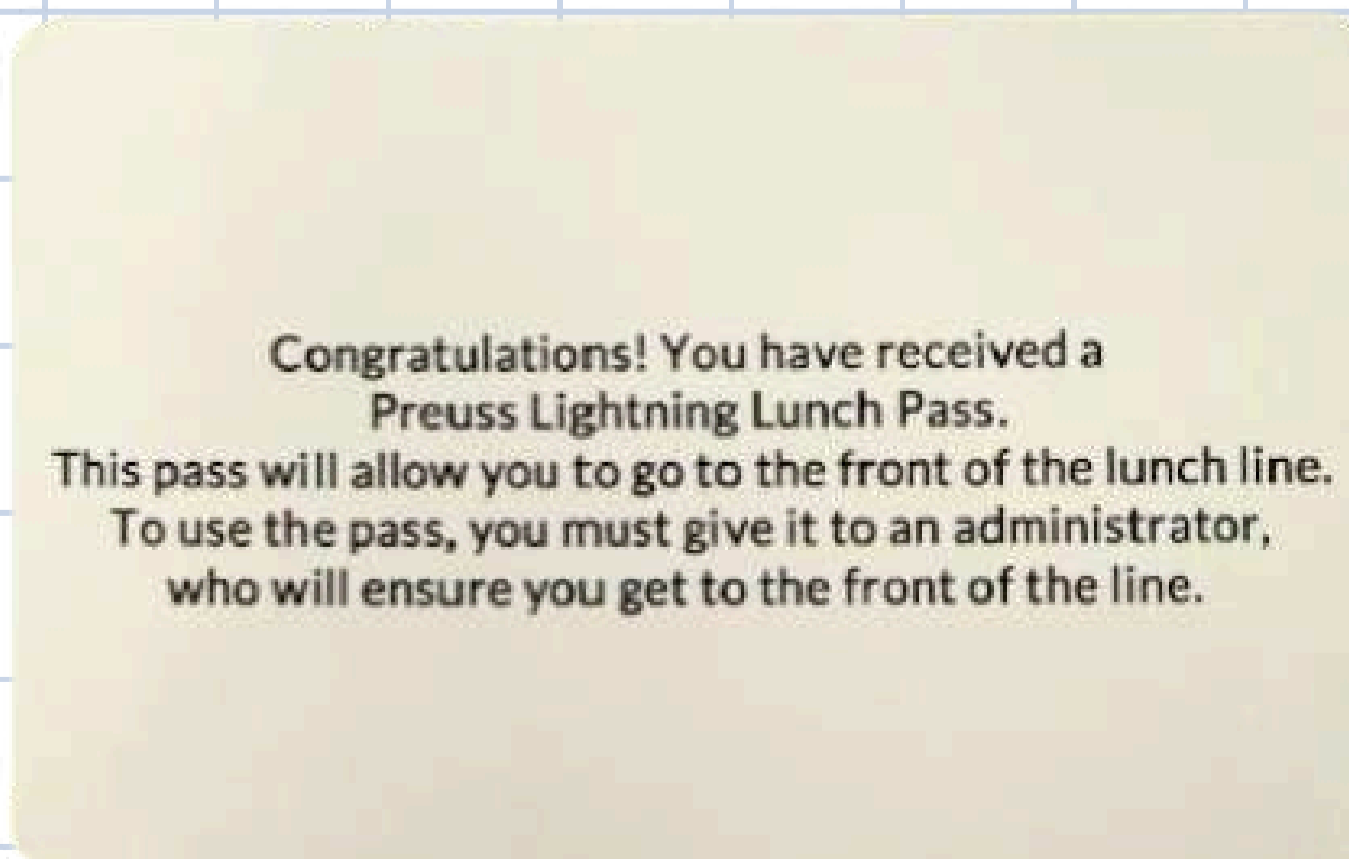 Congratulations! You have received a
Preuss Lightning Lunch Pass.
This pass will allow you to go to the front of the lunch line.
To use the pass, you must give it to an administrator,
who will ensure you get to the front of the line.